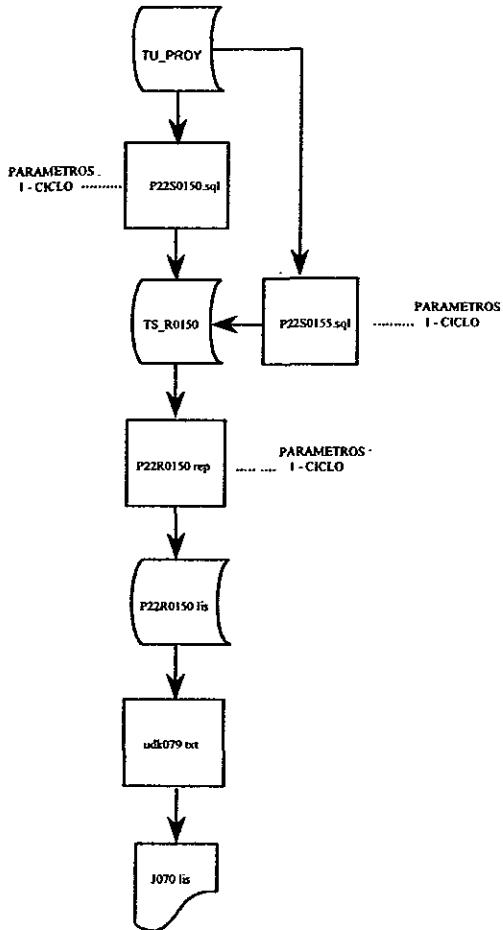 TU_PROY
PARAMETROS
1 - CICLO
P22S0150.sql
TS_R0150
P22S0155.sql
PARAMETROS
1 - CICLO
P22R0150 rep
PARAMETROS
1 - CICLO
P22R0150 lis
udk079 txt
J070 lis